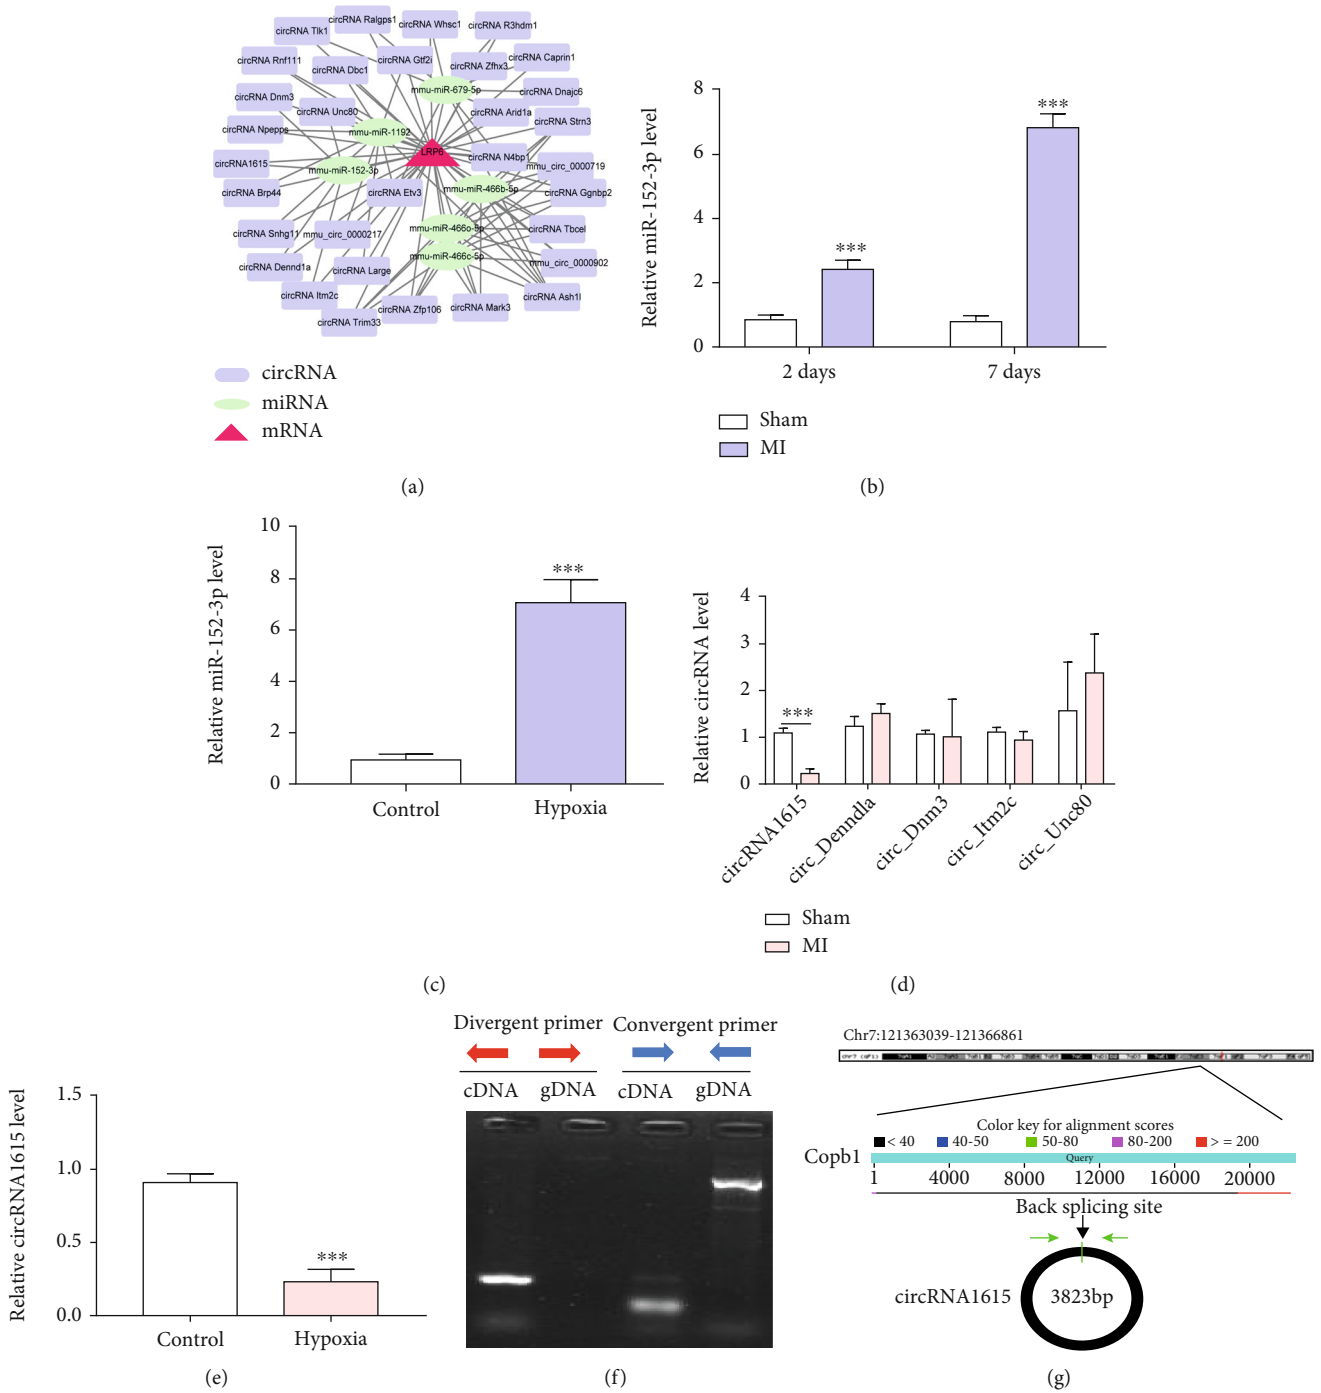 circRNA Ralgps1
circRNA Tlk1
circRNA Whsc1
circRNA R3hdm1
circRNA Rnf111
circRNA Dbc1
circRNA Gtf2i
circRNA Zfhx3
circRNA Caprin1
mmu-miR-679-5p
circRNA Dnajc6
circRNA Dnm3
circRNA Unc80
circRNA Arid1a
circRNA Strn3
circRNA Npepps
mmu-miR-1192
LRP6
circRNA N4bp1
mmu_circ_0000719
circRNA1615
mmu-miR-152-3p
circRNA Brp44
circRNA Etv3
mmu-miR-466b-5p
circRNA Ggnbp2
circRNA Snhg11
mmu_circ_0000217
mmu-miR-466o-5p
circRNA Tbcel
circRNA Dennd1a
circRNA Large
mmu-miR-466c-5p
mmu_circ_0000902
circRNA Itm2c
circRNA Trim33
circRNA Zfp106
circRNA Mark3
circRNA Ash1l
circRNA
miRNA
mRNA
(a)
Relative miR-152-3p level
8
6
4
2
0
***
***
2 days
7 days
Sham
MI
(b)
Relative miR-152-3p level
10
8
6
4
2
0
***
Control
Hypoxia
(c)
Relative circRNA level
4
3
2
1
0
***
circRNA1615
circ_Denndla
circ_Dnm3
circ_Itm2c
circ_Unc80
Sham
MI
(d)
Relative circRNA1615 level
1.5
1.0
0.5
0.0
***
Control
Hypoxia
(e)
Divergent primer
Convergent primer
cDNA
gDNA
cDNA
gDNA
(f)
Chr7:121363039-121366861
Color key for alignment scores
< 40
40-50
50-80
80-200
> = 200
Copb1
Query
1
4000
8000
12000
16000
20000
Back splicing site
circRNA1615
3823bp
(g)